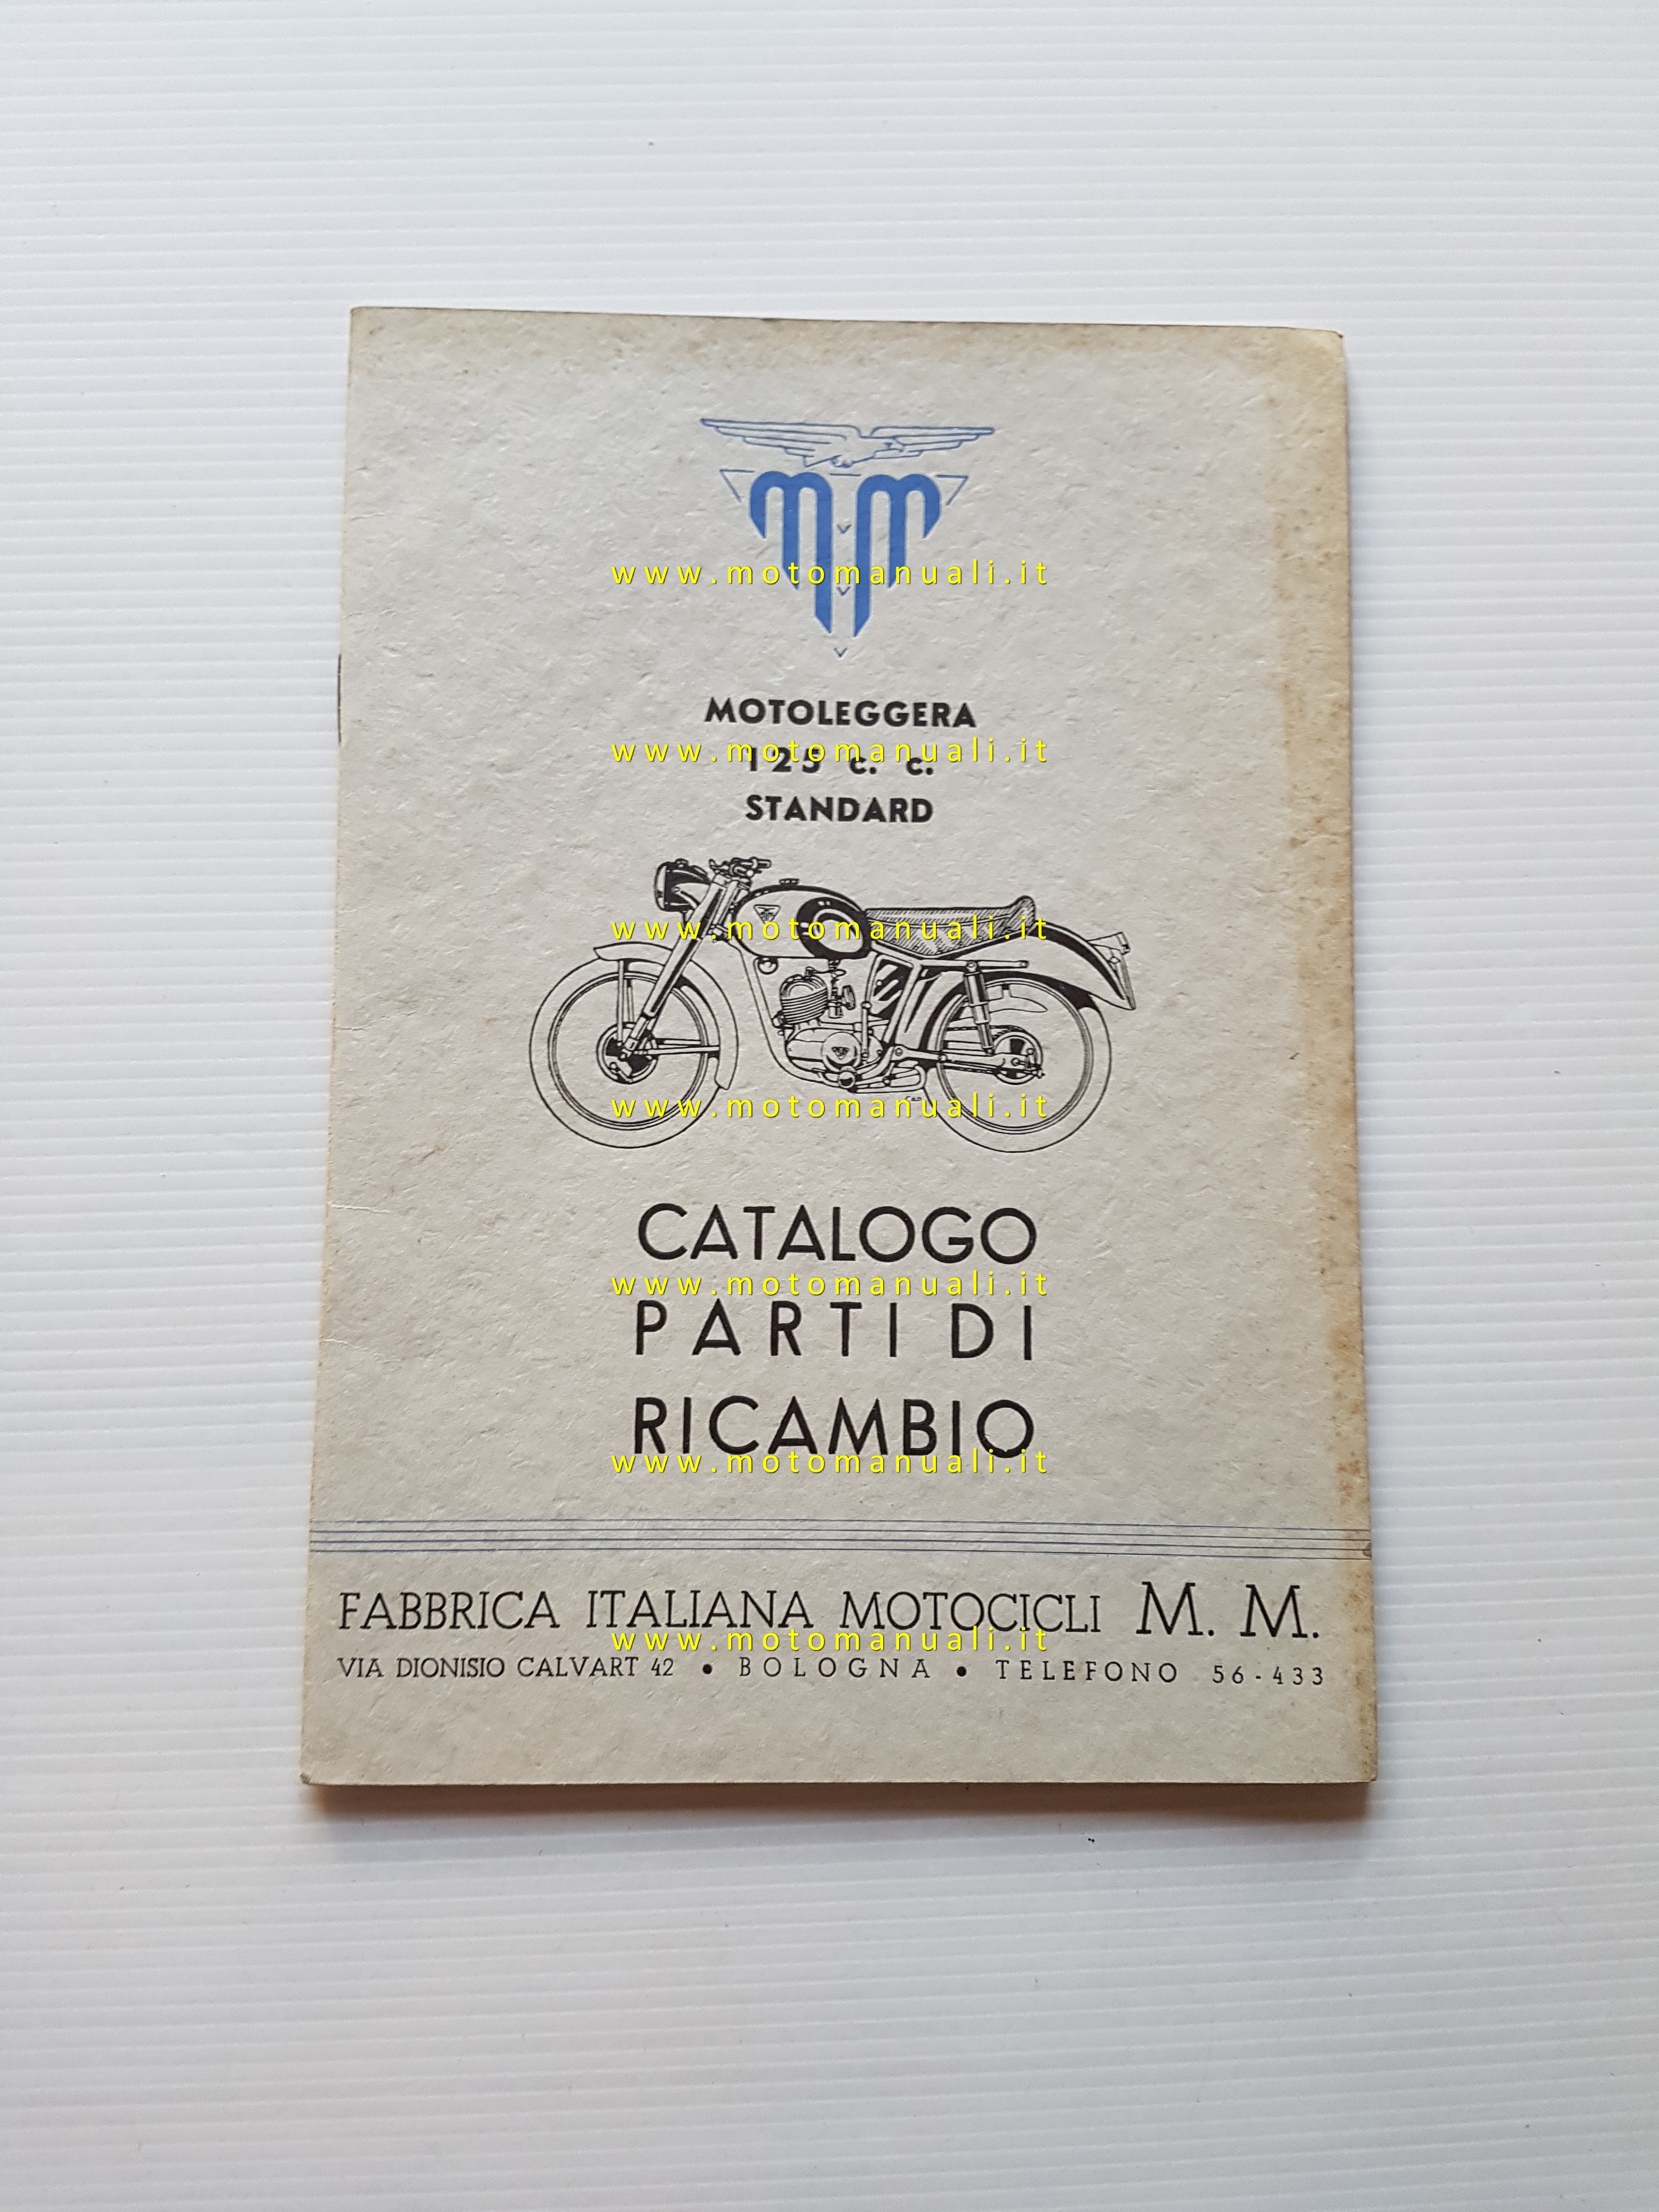 MM
www.motomanuali.it
MOTOLEGGERA
www.motomanuali.it
125 c. c.
STANDARD
www.motomanuali.it
www.motomanuali.it
CATALOGO
www.motomanuali.it
PARTI DI
RICAMBIO
www.motomanuali.it
FABBRICA ITALIANA MOTOCICLI M. M.
www.motomanuali.it
VIA DIONISIO CALVART 42 • BOLOGNA • TELEFONO 56-433